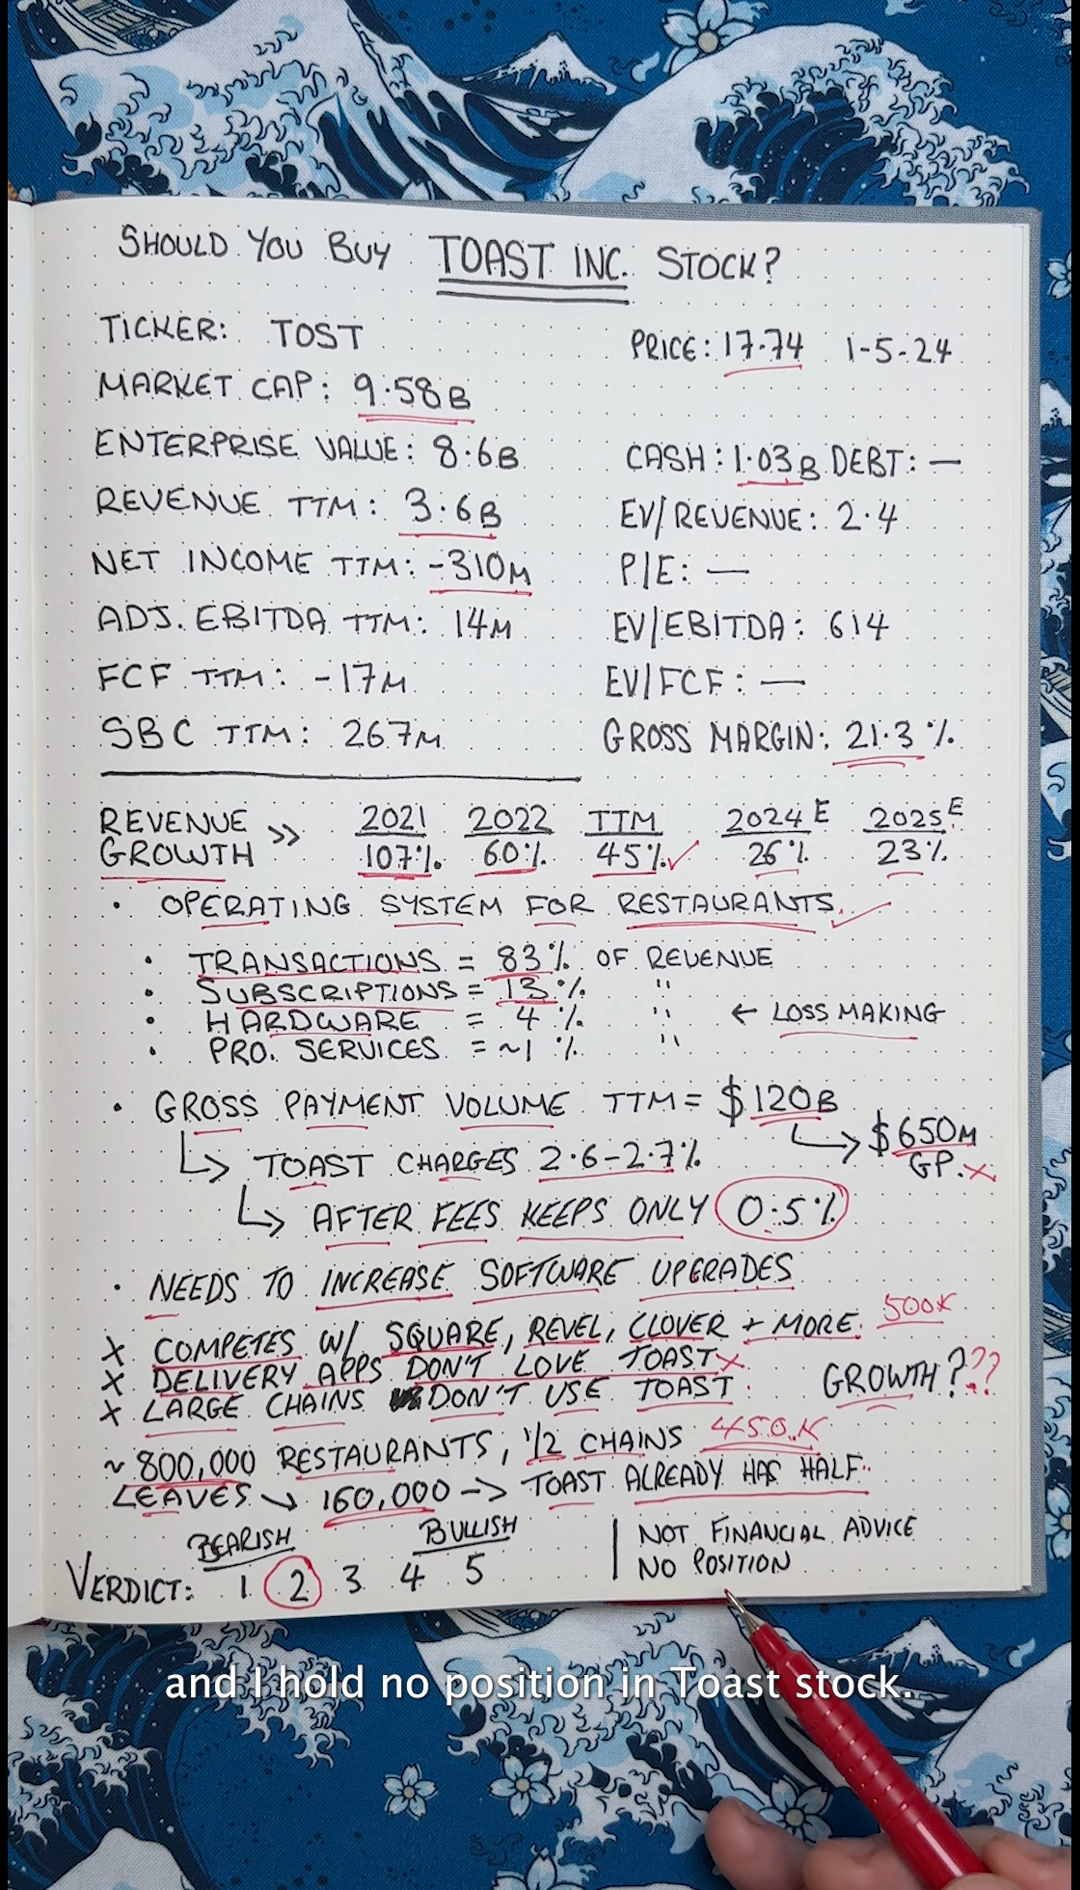 SHOULD YOU BUY TOAST INC. STOCK?
TICKER: TOST
PRICE: 17.74 1-5-24
MARKET CAP: 9.58B
ENTERPRISE VALUE: 8.6B
CASH: 1.03B DEBT: —
REVENUE TTM: 3.6B
EV/REVENUE: 2.4
NET INCOME TTM: -310M
P/E: —
ADJ. EBITDA TTM: 14M
EV/EBITDA: 614
FCF TTM: -17M
EV/FCF: —
SBC TTM: 267M
GROSS MARGIN: 21.3%
REVENUE GROWTH >> 2021 2022 TTM 2024E 2025E
107% 60% 45% ✓ 26% 23%
• OPERATING SYSTEM FOR RESTAURANTS. ✓
• TRANSACTIONS = 83% OF REVENUE
• SUBSCRIPTIONS = 13% "
• HARDWARE = 4% " ← LOSS MAKING
• PRO. SERVICES = ~1% "
• GROSS PAYMENT VOLUME TTM = $120B
↳ $650M GP. x
↳ TOAST CHARGES 2.6-2.7%
↳ AFTER FEES KEEPS ONLY 0.5%
• NEEDS TO INCREASE SOFTWARE UPGRADES
X COMPETES W/ SQUARE, REVEL, CLOVER + MORE. 500K
X DELIVERY APPS DON'T LOVE TOAST x
X LARGE CHAINS DON'T USE TOAST.
GROWTH???
~800,000 RESTAURANTS, 1/2 CHAINS 450K
LEAVES ↘ 160,000 -> TOAST ALREADY HAS HALF..
BEARISH BULLISH
VERDICT: 1 2 3 4 5
NOT FINANCIAL ADVICE
NO POSITION
and I hold no position in Toast stock.